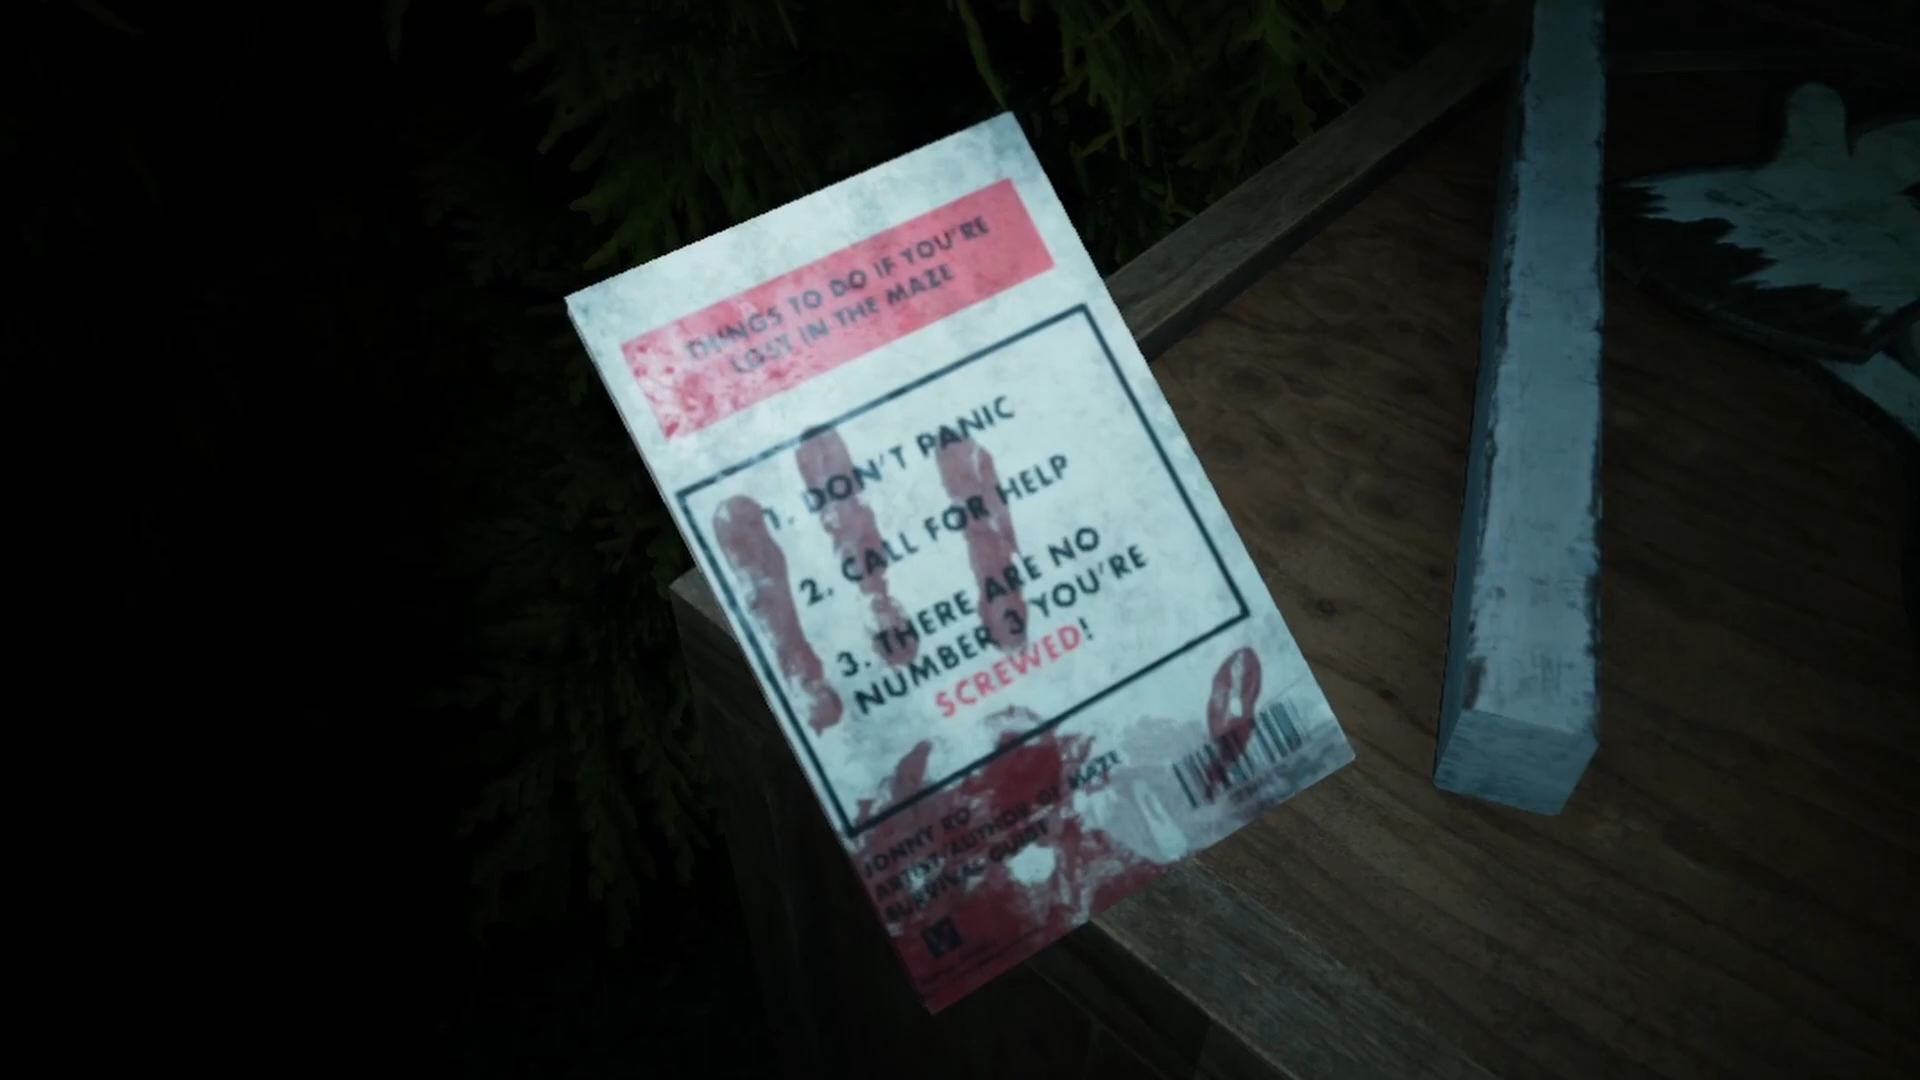 THINGS TO DO IF YOU'RE
LOST IN THE MAZE
1. DON'T PANIC
2. CALL FOR HELP
3. THERE ARE NO
NUMBER 3 YOU'RE
SCREWED!
JONNY RO
ARTIST/AUTHOR OF MAZE
SURVIVAL GUIDE